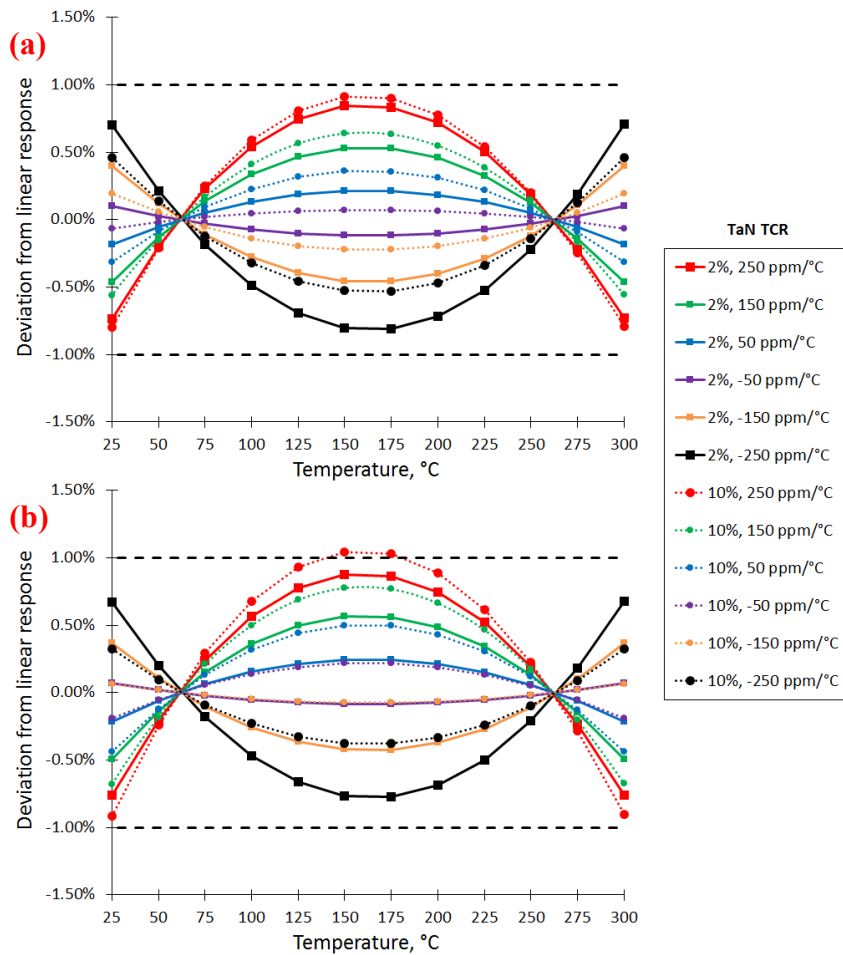 (a)
Deviation from linear response
1.50%
1.00%
0.50%
0.00%
-0.50%
-1.00%
-1.50%
25 50 75 100 125 150 175 200 225 250 275 300
Temperature, °C
(b)
Deviation from linear response
1.50%
1.00%
0.50%
0.00%
-0.50%
-1.00%
-1.50%
25 50 75 100 125 150 175 200 225 250 275 300
Temperature, °C
TaN TCR
2%, 250 ppm/°C
2%, 150 ppm/°C
2%, 50 ppm/°C
2%, -50 ppm/°C
2%, -150 ppm/°C
2%, -250 ppm/°C
10%, 250 ppm/°C
10%, 150 ppm/°C
10%, 50 ppm/°C
10%, -50 ppm/°C
10%, -150 ppm/°C
10%, -250 ppm/°C